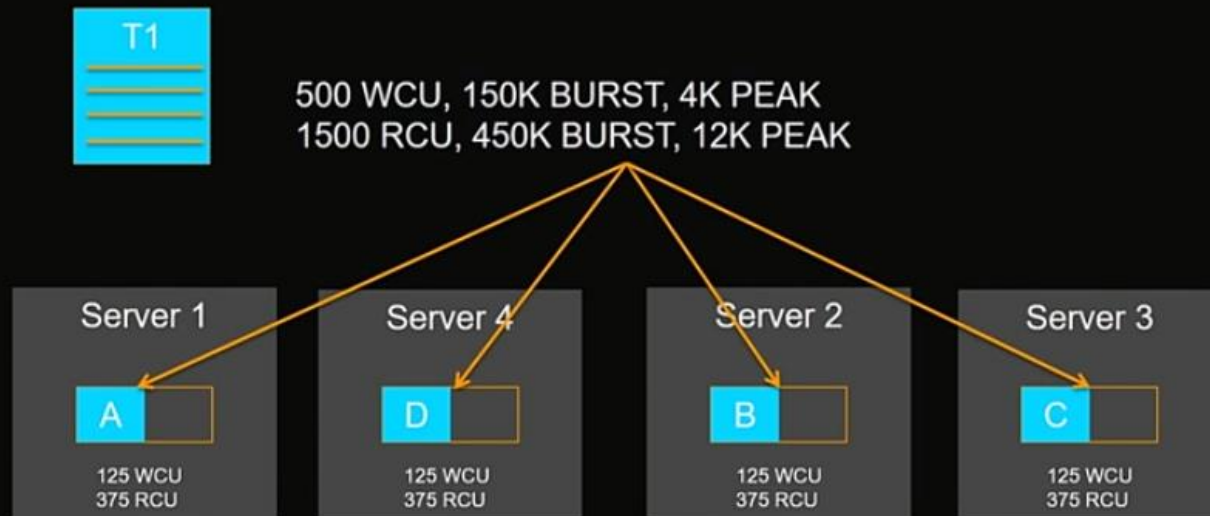 T1
500 WCU, 150K BURST, 4K PEAK
1500 RCU, 450K BURST, 12K PEAK
Server 1
A
125 WCU
375 RCU
Server 4
D
125 WCU
375 RCU
Server 2
B
125 WCU
375 RCU
Server 3
C
125 WCU
375 RCU